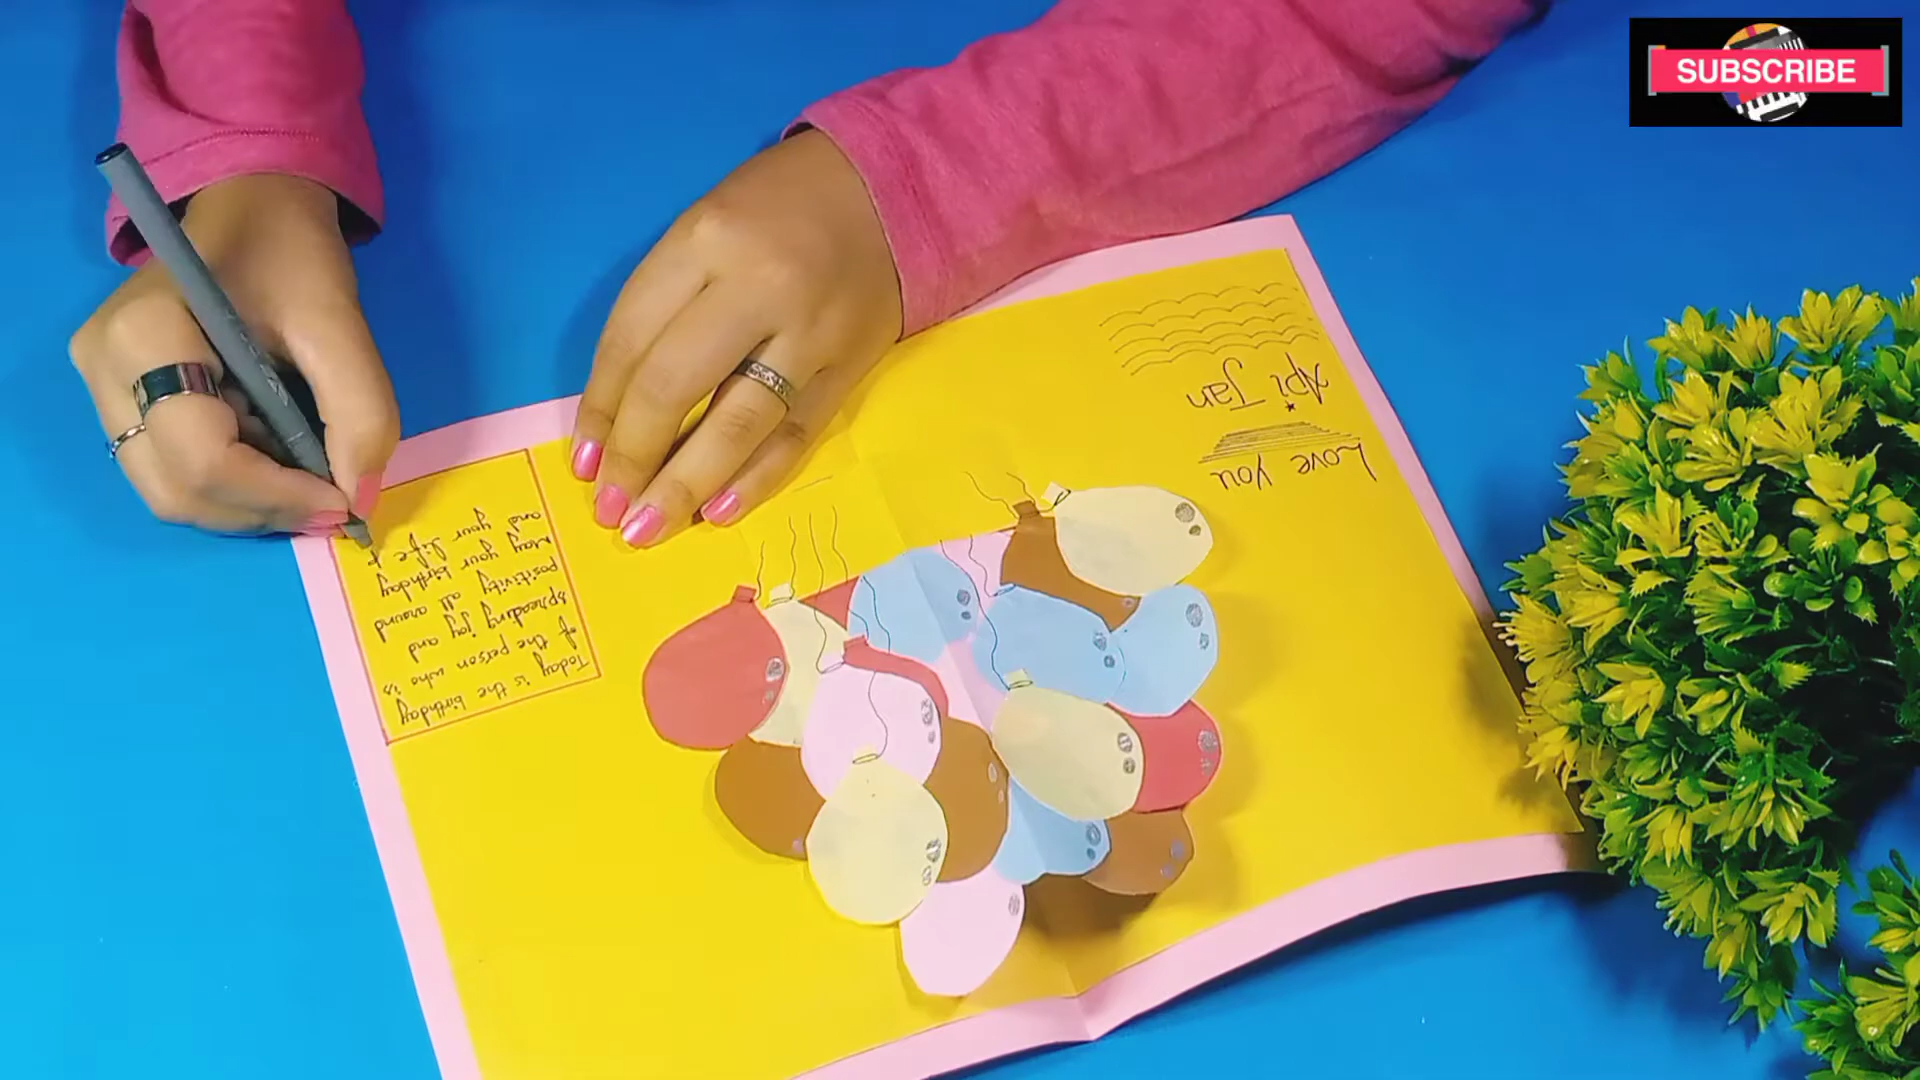 SUBSCRIBE
Love you
Api Jan
Today is the birthday
of the person who is
spreading joy and
positivity all around
May your birthday
and your life